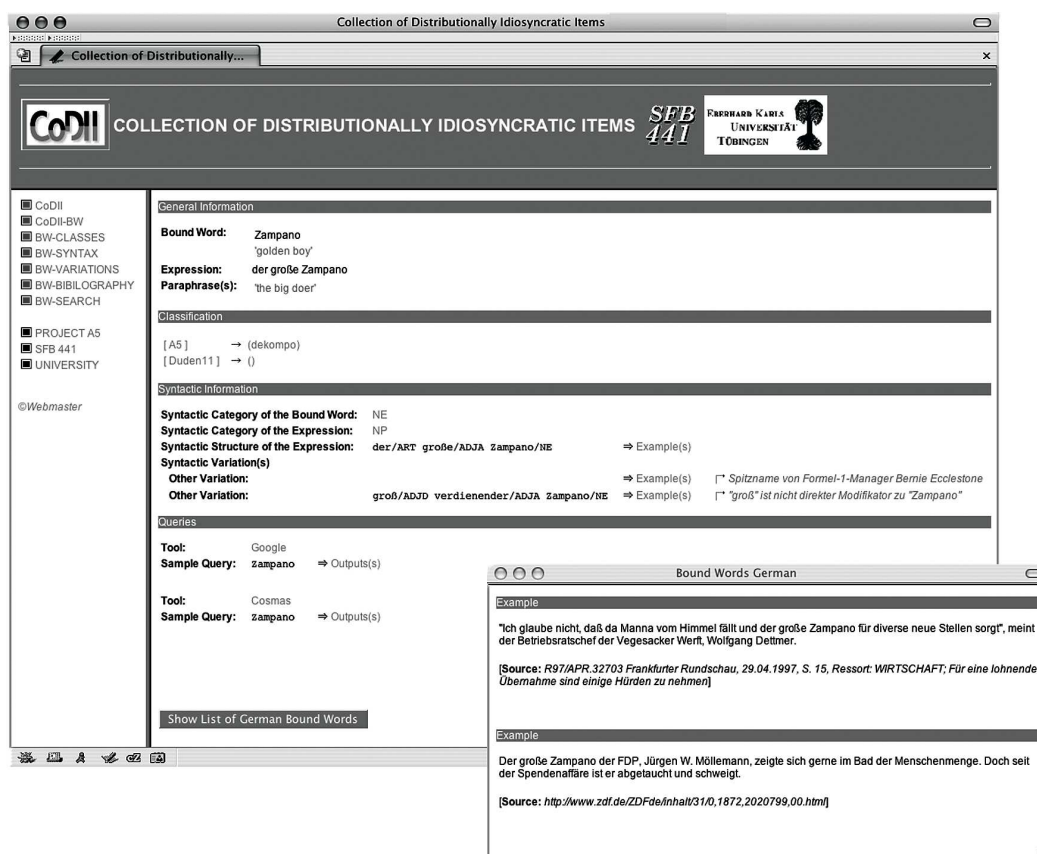 Collection of Distributionally Idiosyncratic Items
Collection of Distributionally...
CoDII COLLECTION OF DISTRIBUTIONALLY IDIOSYNCRATIC ITEMS SFB 441 EBERHARD KARLS UNIVERSITÄT TÜBINGEN
CoDII
CoDII-BW
BW-CLASSES
BW-SYNTAX
BW-VARIATIONS
BW-BIBILOGRAPHY
BW-SEARCH
PROJECT A5
SFB 441
UNIVERSITY
©Webmaster
General Information
Bound Word: Zampano
'golden boy'
Expression: der große Zampano
Paraphrase(s): 'the big doer'
Classification
[ A5 ] → (dekompo)
[ Duden11 ] → ()
Syntactic Information
Syntactic Category of the Bound Word: NE
Syntactic Category of the Expression: NP
Syntactic Structure of the Expression: der/ART große/ADJA Zampano/NE ⇒ Example(s)
Syntactic Variation(s)
Other Variation: ⇒ Example(s) Spitzname von Formel-1-Manager Bernie Ecclestone
Other Variation: groß/ADJD verdienender/ADJA Zampano/NE ⇒ Example(s) "groß" ist nicht direkter Modifikator zu "Zampano"
Queries
Tool: Google
Sample Query: zampano ⇒ Outputs(s)
Tool: Cosmas
Sample Query: Zampano ⇒ Outputs(s)
Show List of German Bound Words
Bound Words German
Example
"Ich glaube nicht, daß da Manna vom Himmel fällt und der große Zampano für diverse neue Stellen sorgt", meint
der Betriebsratschef der Vegesacker Werft, Wolfgang Dettmer.
[Source: R97/APR.32703 Frankfurter Rundschau, 29.04.1997, S. 15, Ressort: WIRTSCHAFT; Für eine lohnende
Übernahme sind einige Hürden zu nehmen]
Example
Der große Zampano der FDP, Jürgen W. Möllemann, zeigte sich gerne im Bad der Menschenmenge. Doch seit
der Spendenaffäre ist er abgetaucht und schweigt.
[Source: http://www.zdf.de/ZDFde/inhalt/31/0,1872,2020799,00.html]